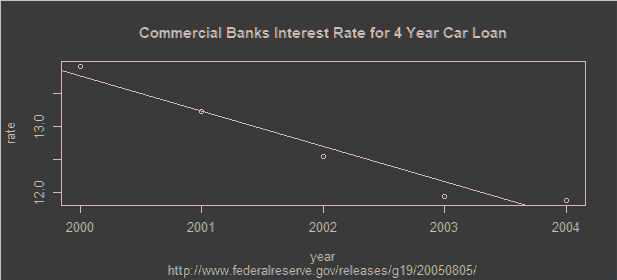 Commercial Banks Interest Rate for 4 Year Car Loan
rate
13.0
12.0
2000 2001 2002 2003 2004
year
http://www.federalreserve.gov/releases/g19/20050805/